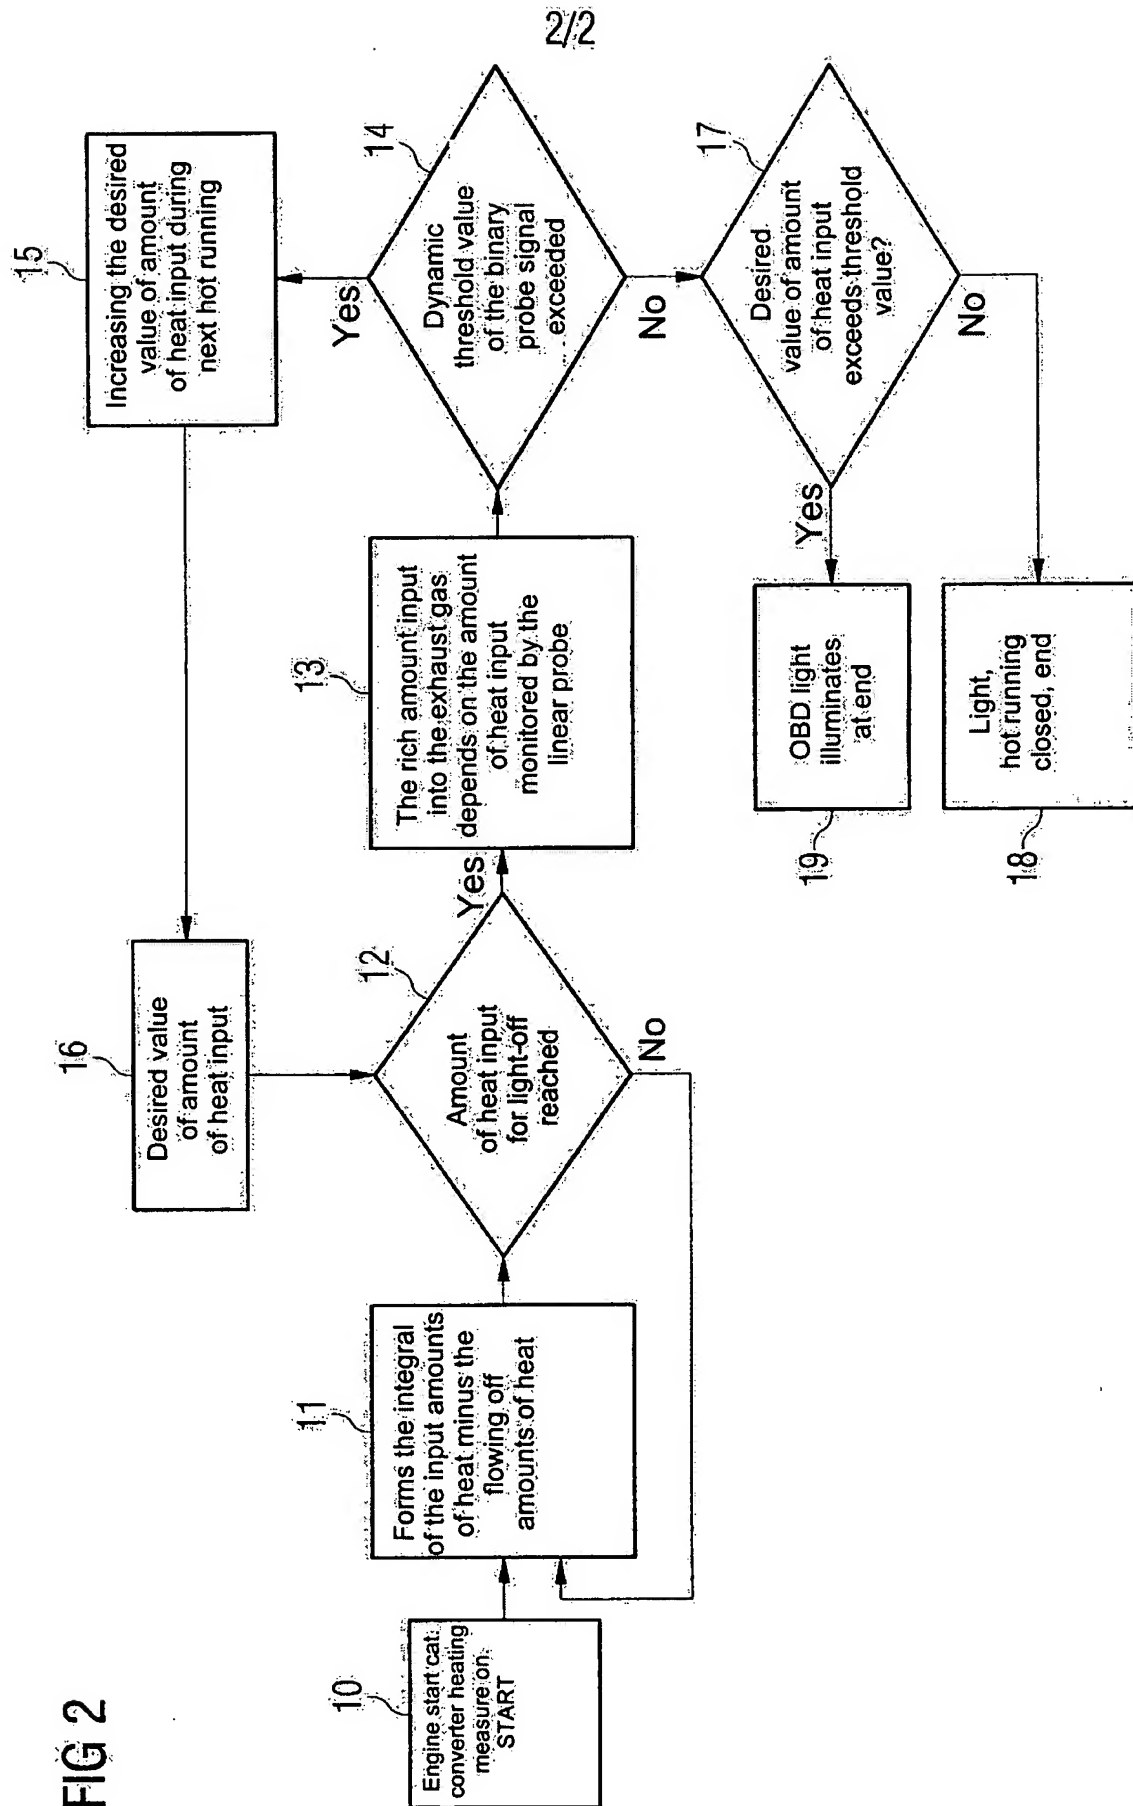 2/2
FIG 2
10
Engine start cat.
converter heating
measure on.
START
11
Forms the integral
of the input amounts
of heat minus the
flowing off
amounts of heat
12
Amount
of heat input
for light-off
reached
Yes
No
13
The rich amount input
into the exhaust gas
depends on the amount
of heat input
monitored by the
linear probe
14
Dynamic
threshold value
of the binary
probe signal
exceeded
Yes
No
15
Increasing the desired
value of amount
of heat input during
next hot running
16
Desired value
of amount
of heat input
17
Desired
value of amount
of heat input
exceeds threshold
value?
Yes
No
19
OBD light
illuminates
at end
18
Light,
hot running
closed, end